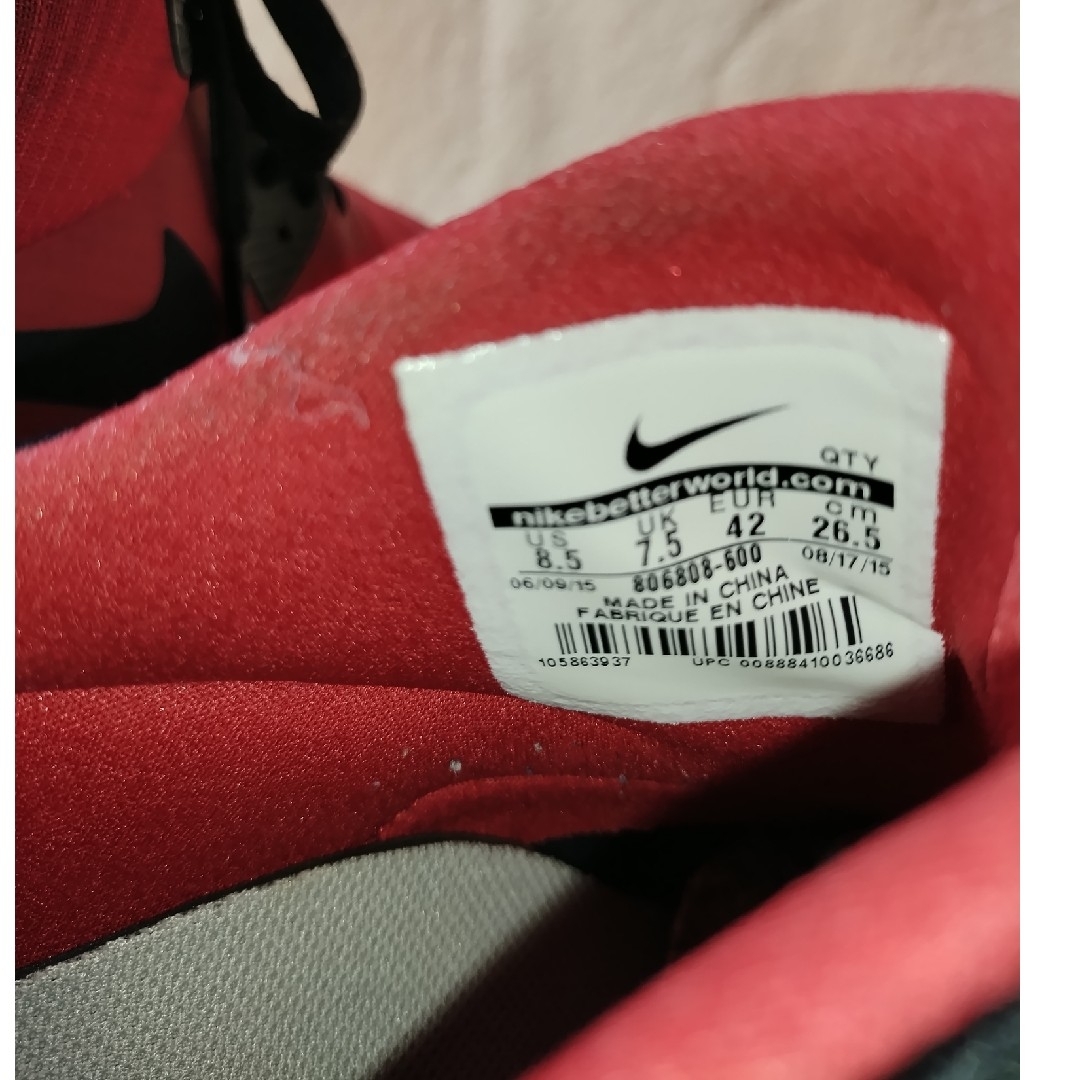 QTY
nikebetterworld.com
US UK EUR cm
8.5 7.5 42 26.5
06/09/15 806808-600 08/17/15
MADE IN CHINA
FABRIQUE EN CHINE
105863937 UPC 00888410036686